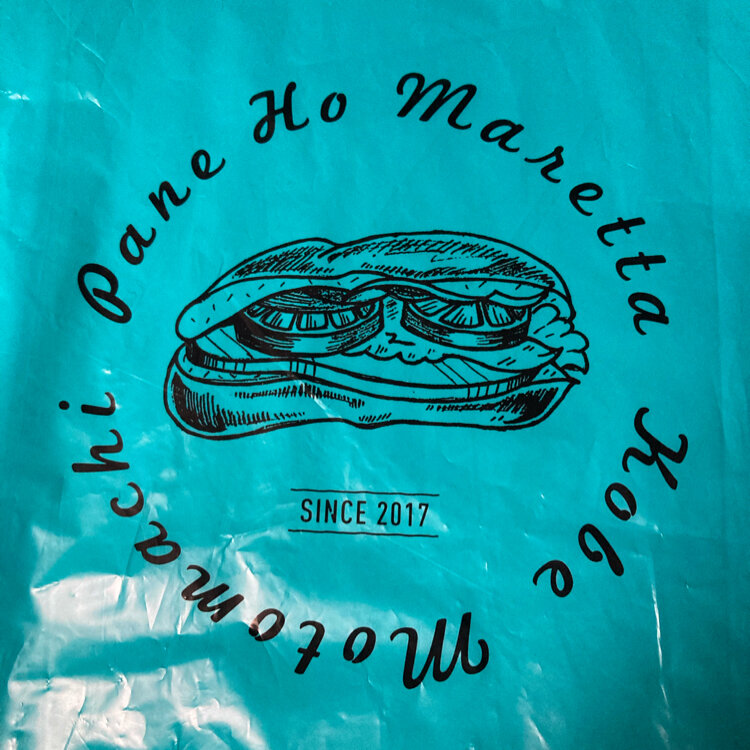 Pane Ho Maretta Kobe Motomachi
SINCE 2017